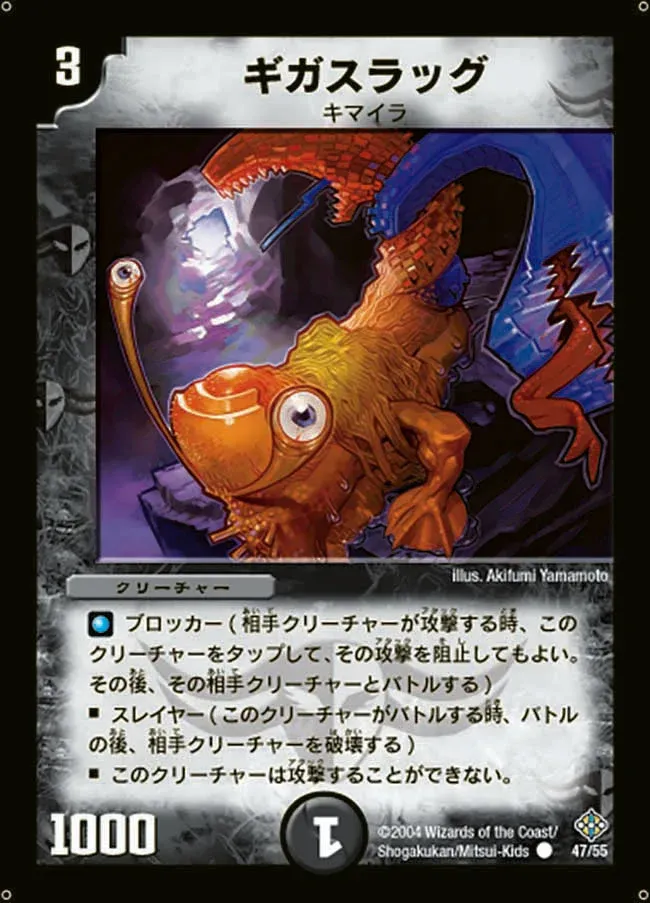 3
ギガスラッグ
キマイラ
illus. Akifumi Yamamoto
クリーチャー
ブロッカー(相手クリーチャーが攻撃する時、この
クリーチャーをタップして、その攻撃を阻止してもよい。
その後、その相手クリーチャーとバトルする)
■ スレイヤー(このクリーチャーがバトルする時、バトル
の後、相手クリーチャーを破壊する)
■ このクリーチャーは攻撃することができない。
1000
1
©2004 Wizards of the Coast/
Shogakukan/Mitsui-Kids
47/55